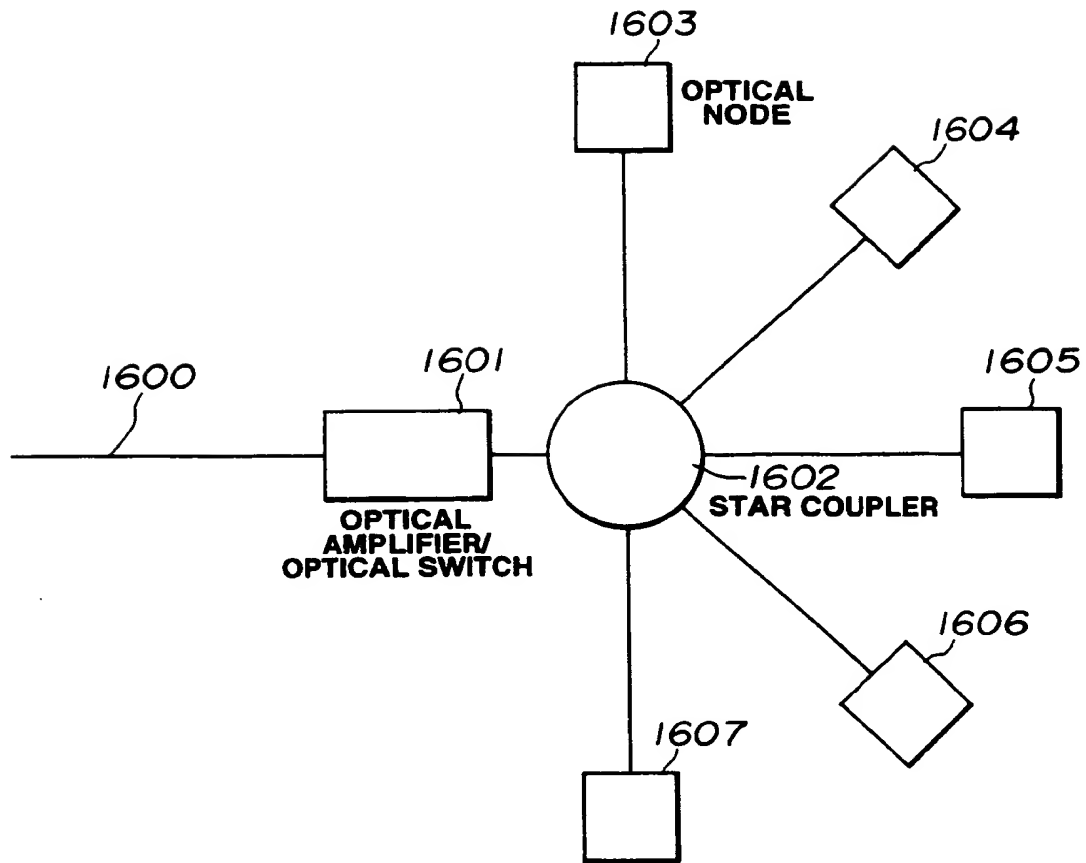 1603
OPTICAL
NODE
1604
1601
1600
1605
1602
STAR COUPLER
OPTICAL
AMPLIFIER/
OPTICAL SWITCH
1606
1607